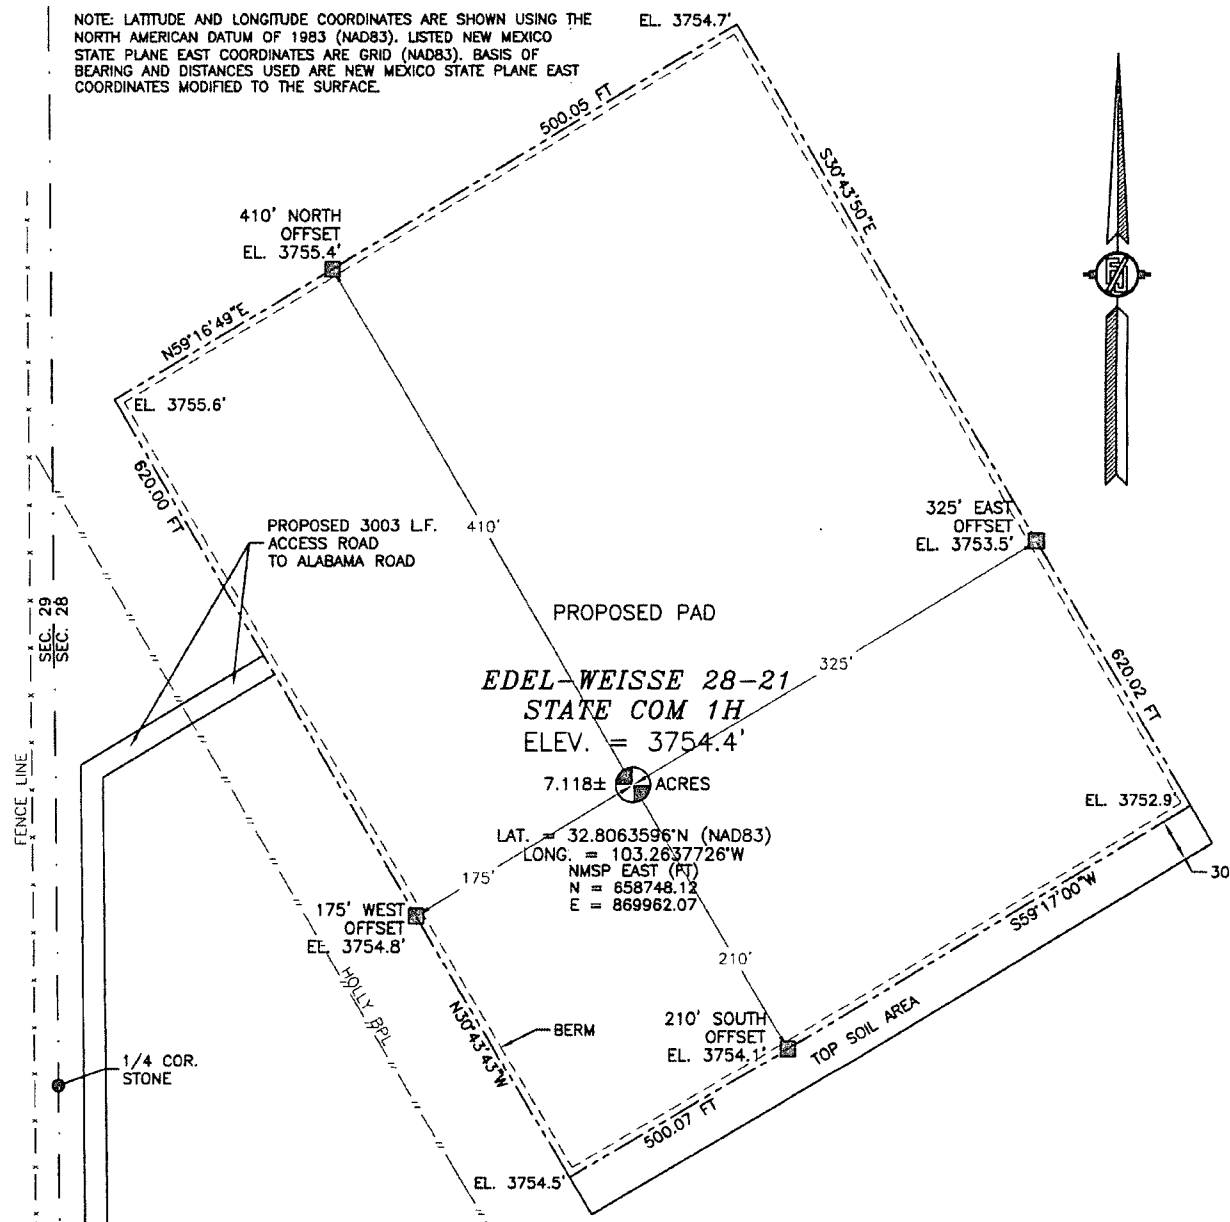 NOTE: LATITUDE AND LONGITUDE COORDINATES ARE SHOWN USING THE
NORTH AMERICAN DATUM OF 1983 (NAD83). LISTED NEW MEXICO
STATE PLANE EAST COORDINATES ARE GRID (NAD83). BASIS OF
BEARING AND DISTANCES USED ARE NEW MEXICO STATE PLANE EAST
COORDINATES MODIFIED TO THE SURFACE.
EL. 3754.7'
500.05 FT
S30°43'50"E
410' NORTH
OFFSET
EL. 3755.4'
N59°16'49"E
EL. 3755.6'
620.00 FT
PROPOSED 3003 L.F.
ACCESS ROAD
TO ALABAMA ROAD
410'
325' EAST
OFFSET
EL. 3753.5'
SEC. 29
SEC. 28
PROPOSED PAD
325'
620.02 FT
EDEL-WEISSE 28-21
STATE COM 1H
ELEV. = 3754.4'
7.118± ACRES
FENCE LINE
EL. 3752.9'
LAT. = 32.8063596°N (NAD83)
LONG. = 103.2637726°W
NMSP EAST (FT)
N = 658748.12
E = 869962.07
175'
30
175' WEST
OFFSET
EL. 3754.8'
S59°17'00"W
210'
HOLLY BPL
N30°43'43"W
BERM
210' SOUTH
OFFSET
EL. 3754.1'
TOP SOIL AREA
1/4 COR.
STONE
500.07 FT
EL. 3754.5'